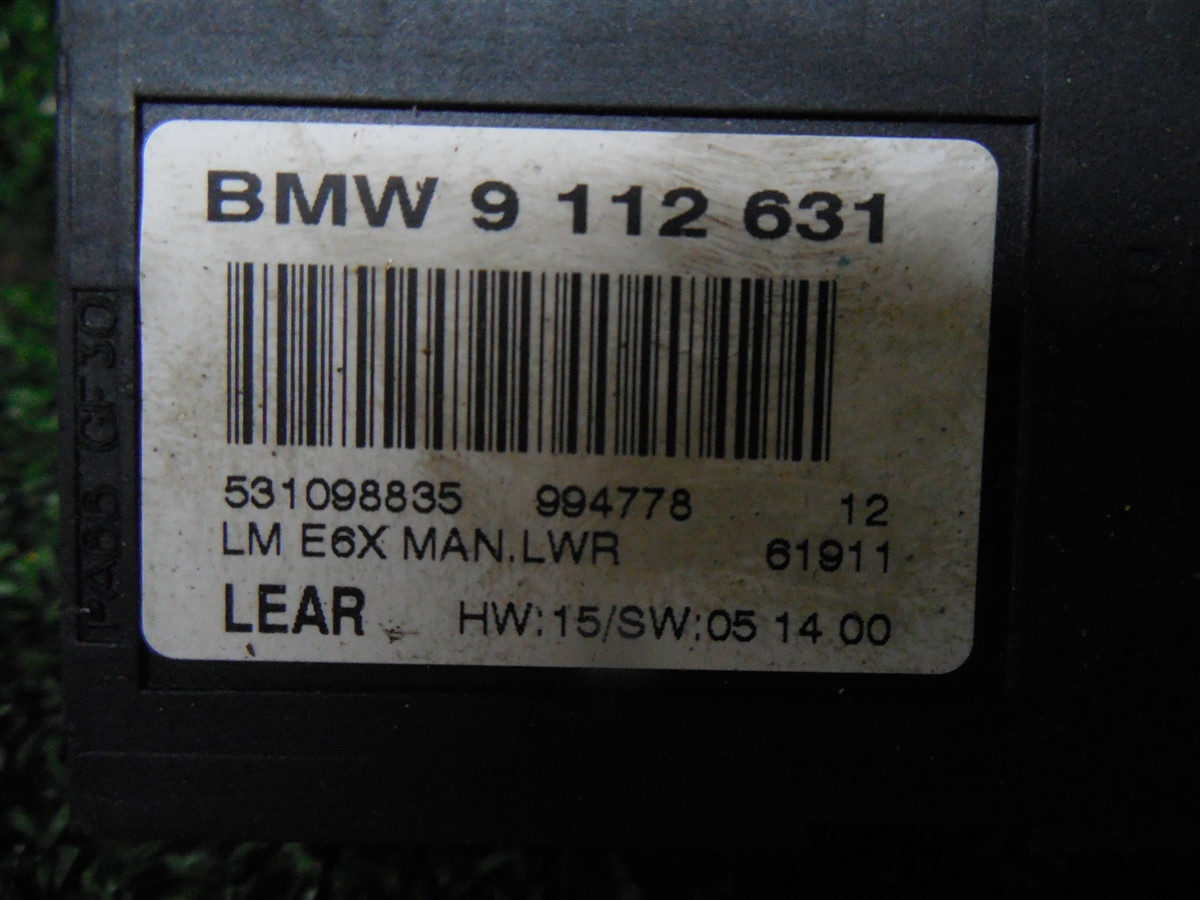 BMW 9 112 631
531098835 994778 12
LM E6X MAN.LWR 61911
LEAR HW:15/SW:05 14 00
PA66 GF30